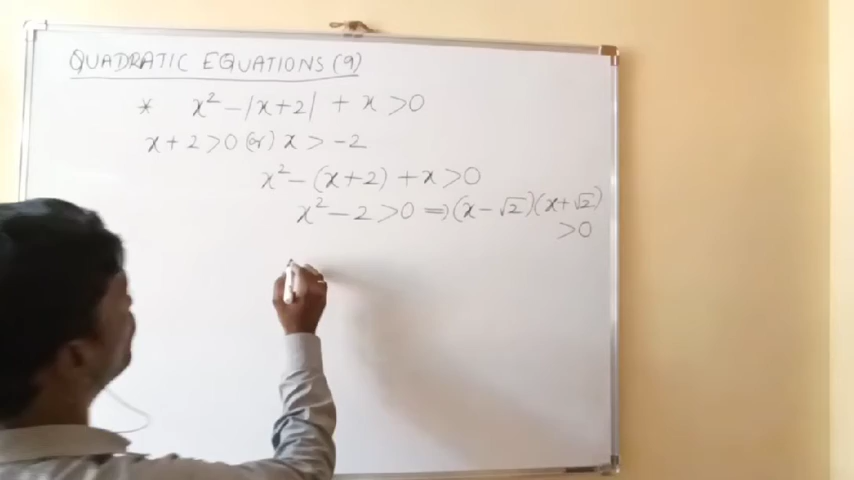 QUADRATIC EQUATIONS (9)
* x² - |x+2| + x > 0
x + 2 > 0 (or) x > -2
x² - (x+2) + x > 0
x² - 2 > 0 ⇒ (x - √2)(x + √2)
> 0